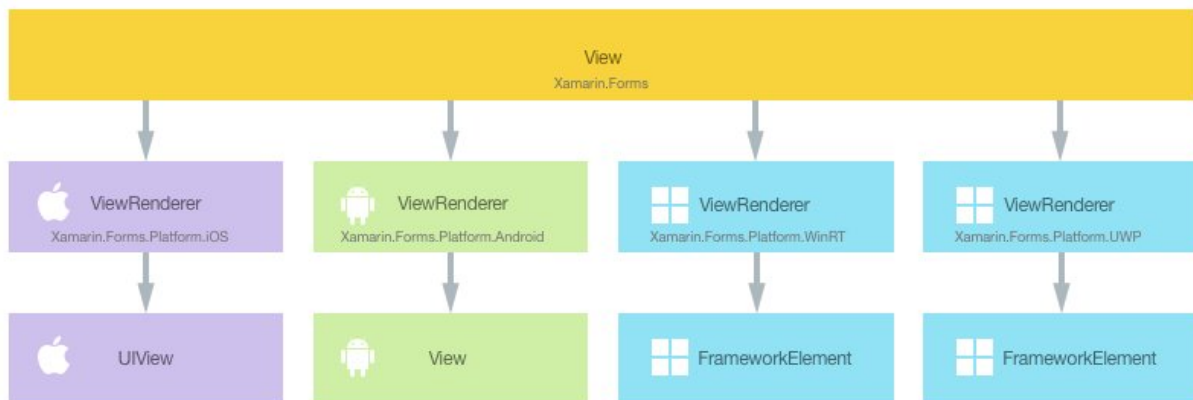 View
Xamarin.Forms
ViewRenderer ViewRenderer ViewRenderer ViewRenderer
Xamarin.Forms.Platform.iOS Xamarin.Forms.Platform.Android Xamarin.Forms.Platform.WinRT Xamarin.Forms.Platform.UWP
UIView View FrameworkElement FrameworkElement